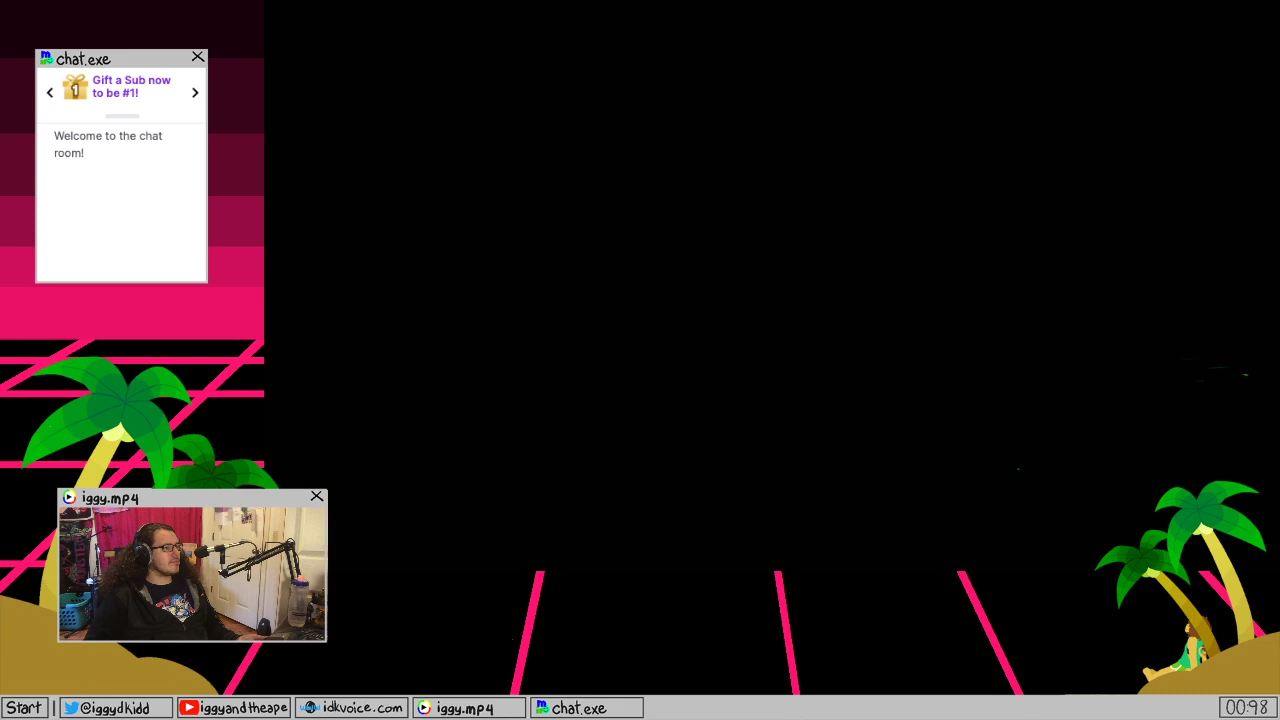 chat.exe
1
Gift a Sub now
to be #1!
Welcome to the chat
room!
iggy.mp4
Start
@iggydkidd
iggyandtheape
idkvoice.com
iggy.mp4
chat.exe
00:98